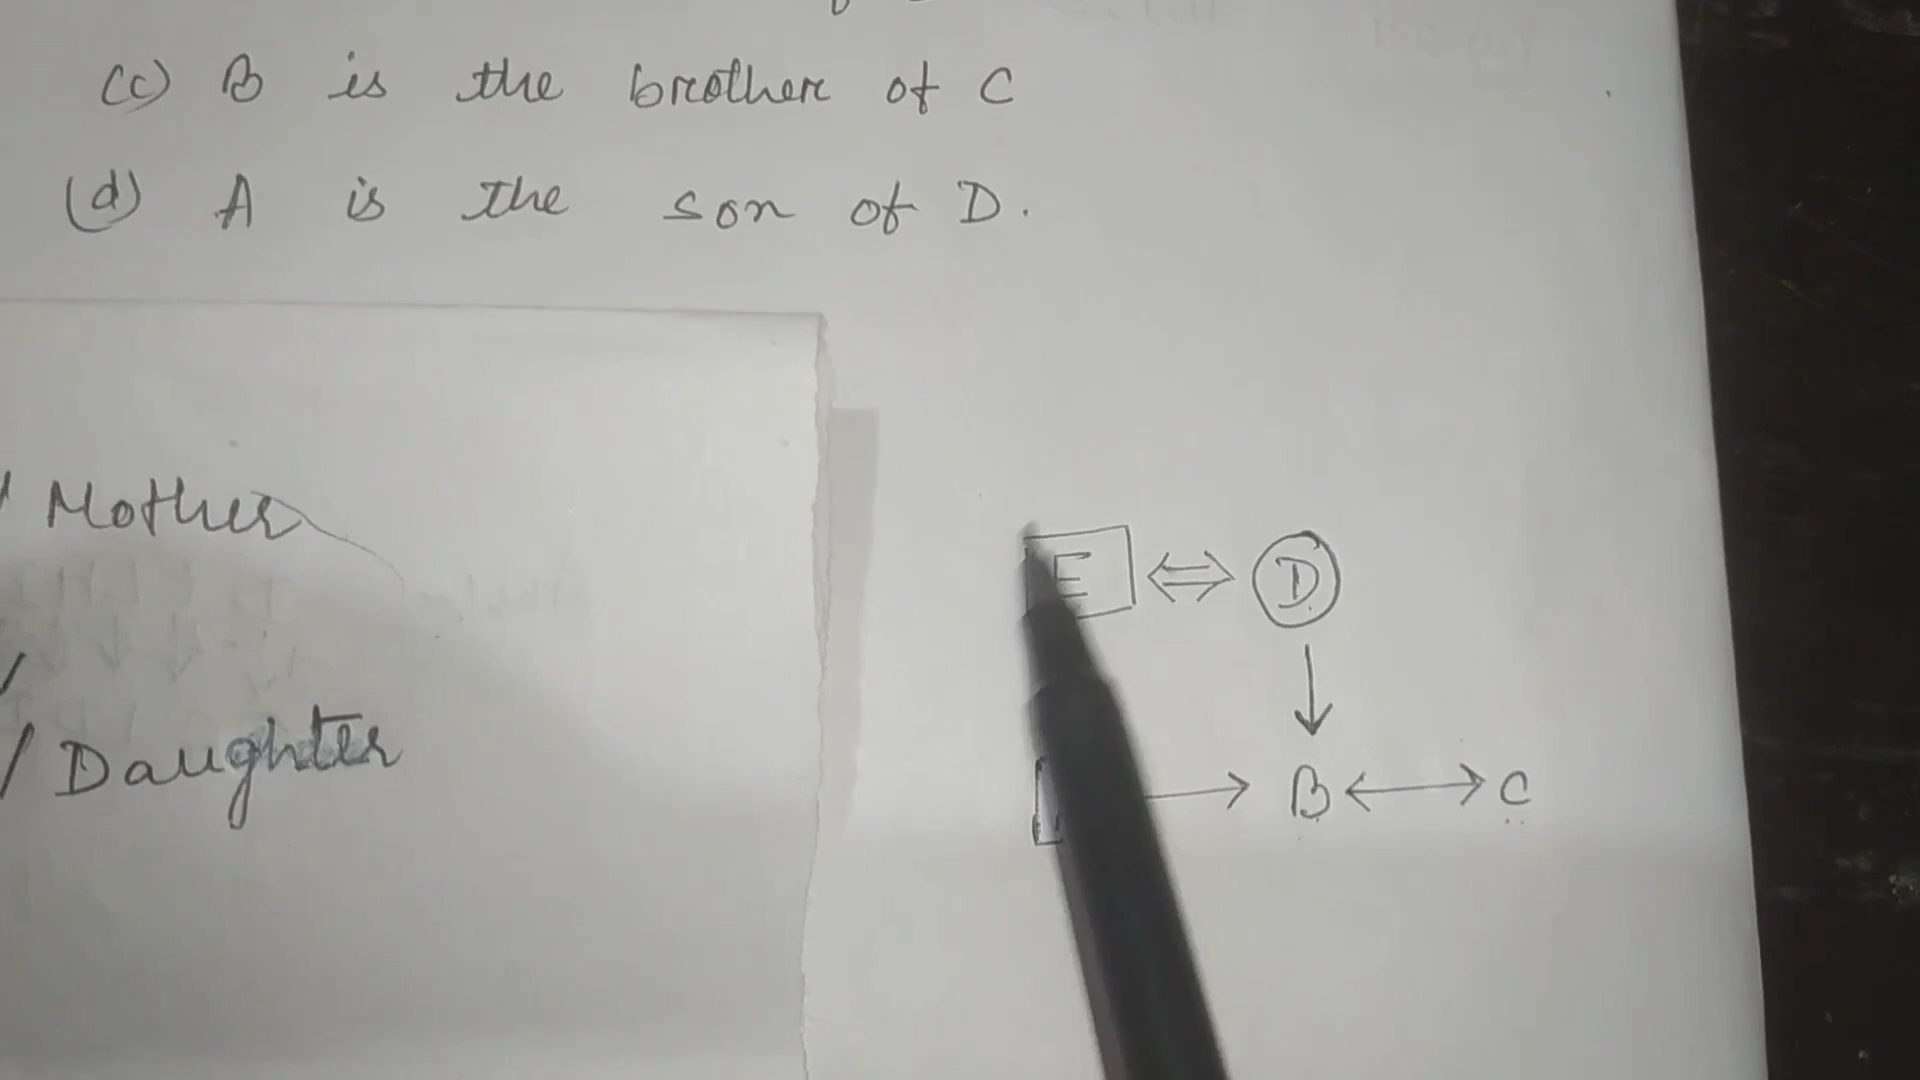 (c) B is the brother of C
(d) A is the son of D.
/ Mother
/
/ Daughter
E ⇔ D
↓
→ B ↔ C